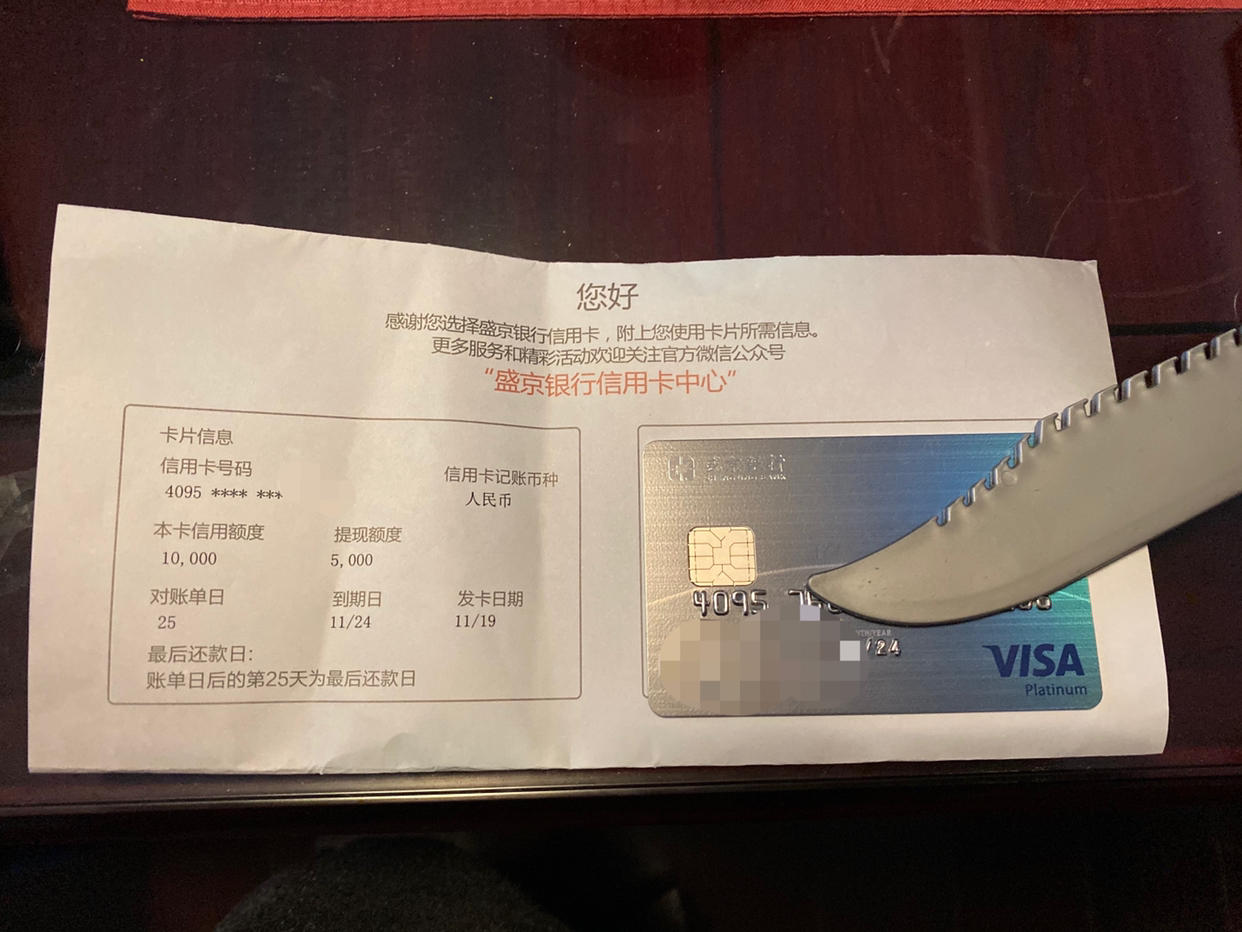 您好
感谢您选择盛京银行信用卡，附上您使用卡片所需信息。
更多服务和精彩活动欢迎关注官方微信公众号
“盛京银行信用卡中心”
卡片信息
信用卡号码
信用卡记账币种
4095 **** ***
人民币
本卡信用额度
提现额度
10,000
5,000
对账单日
到期日
发卡日期
25
11/24
11/19
最后还款日:
账单日后的第25天为最后还款日
盛京银行
4095
/24
VISA
Platinum